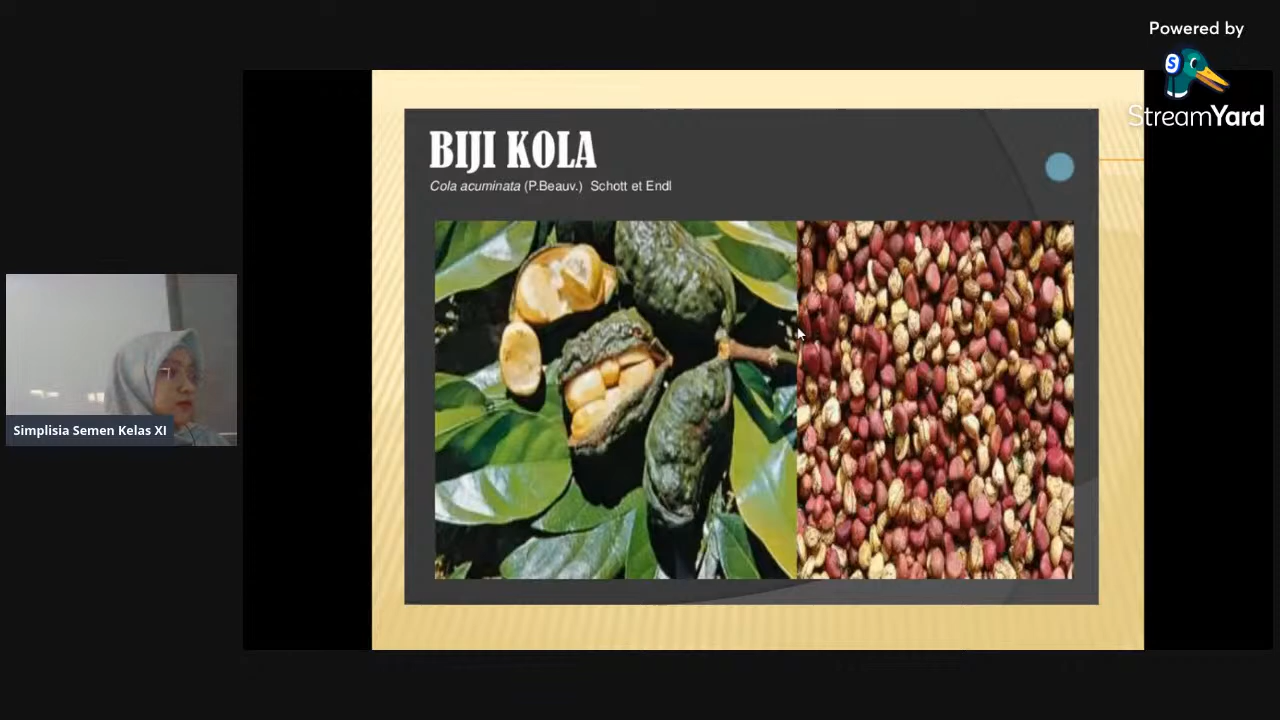 Powered by
StreamYard
BIJI KOLA
Cola acuminata (P.Beauv.) Schott et Endl
Simplisia Semen Kelas XI